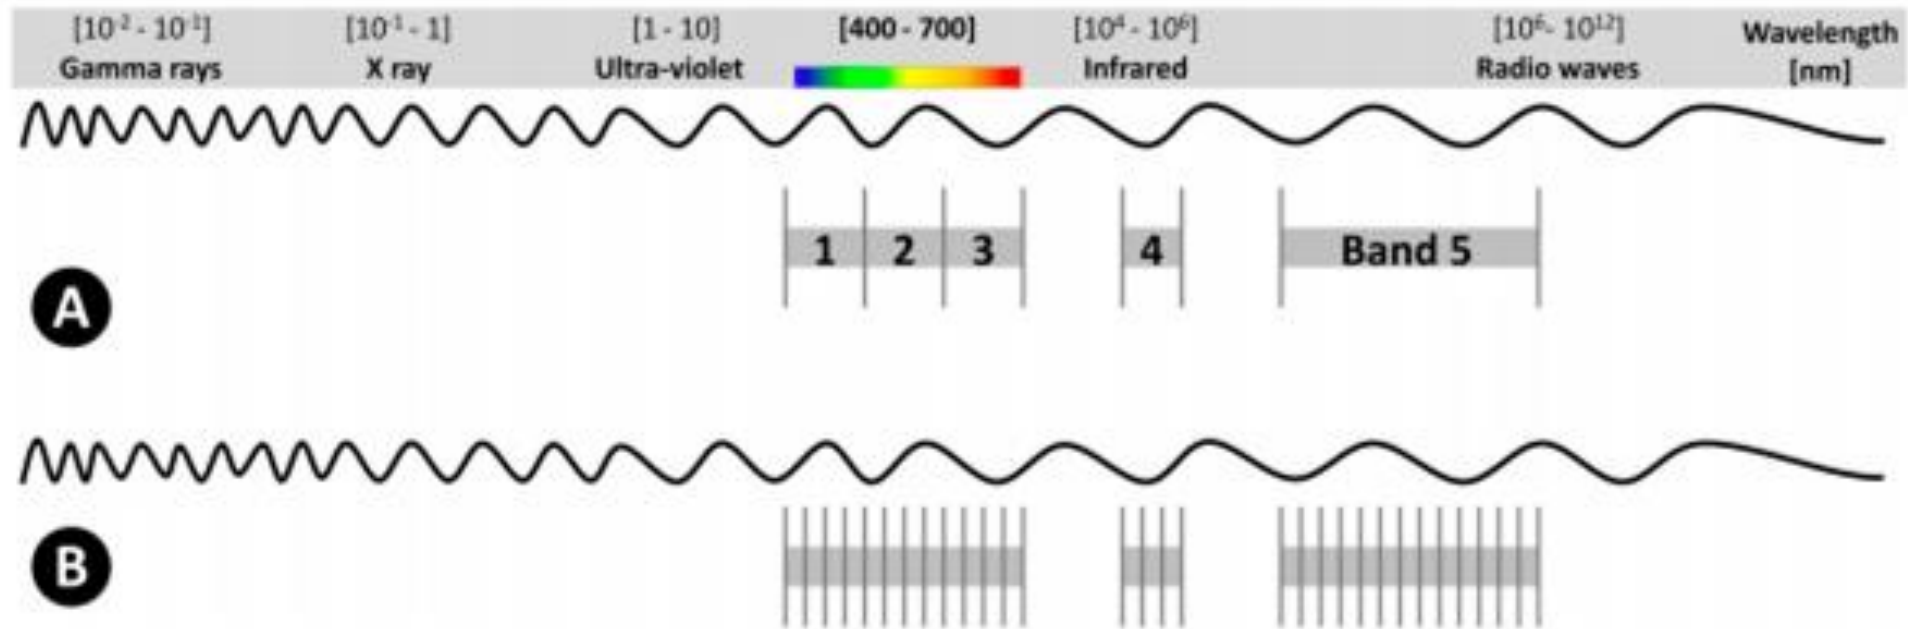 [10⁻² - 10⁻¹] [10⁻¹ - 1] [1 - 10] [400 - 700] [10⁴ - 10⁶] [10⁶- 10¹²] Wavelength
Gamma rays X ray Ultra-violet Infrared Radio waves [nm]
1 2 3 4 Band 5
A
B